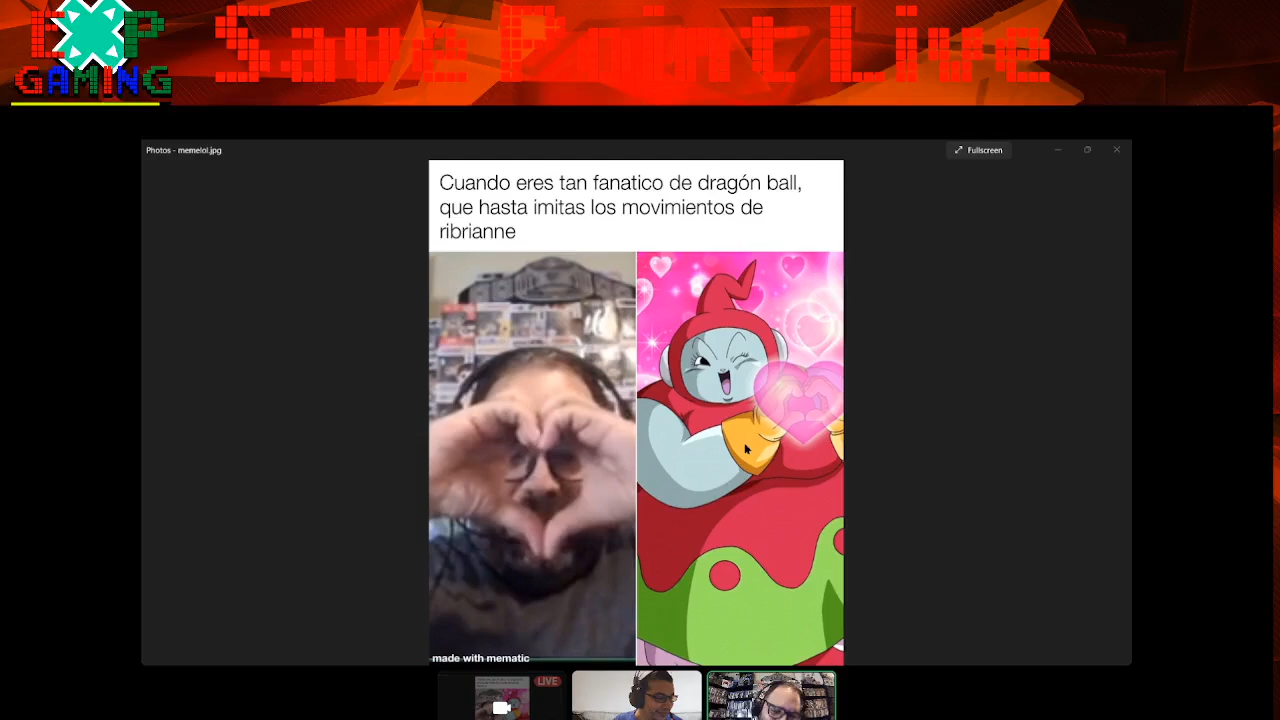 EXP
GAMING
Save Point Live
Photos - memelol.jpg
Fullscreen
Cuando eres tan fanatico de dragón ball,
que hasta imitas los movimientos de
ribrianne
made with mematic
LIVE